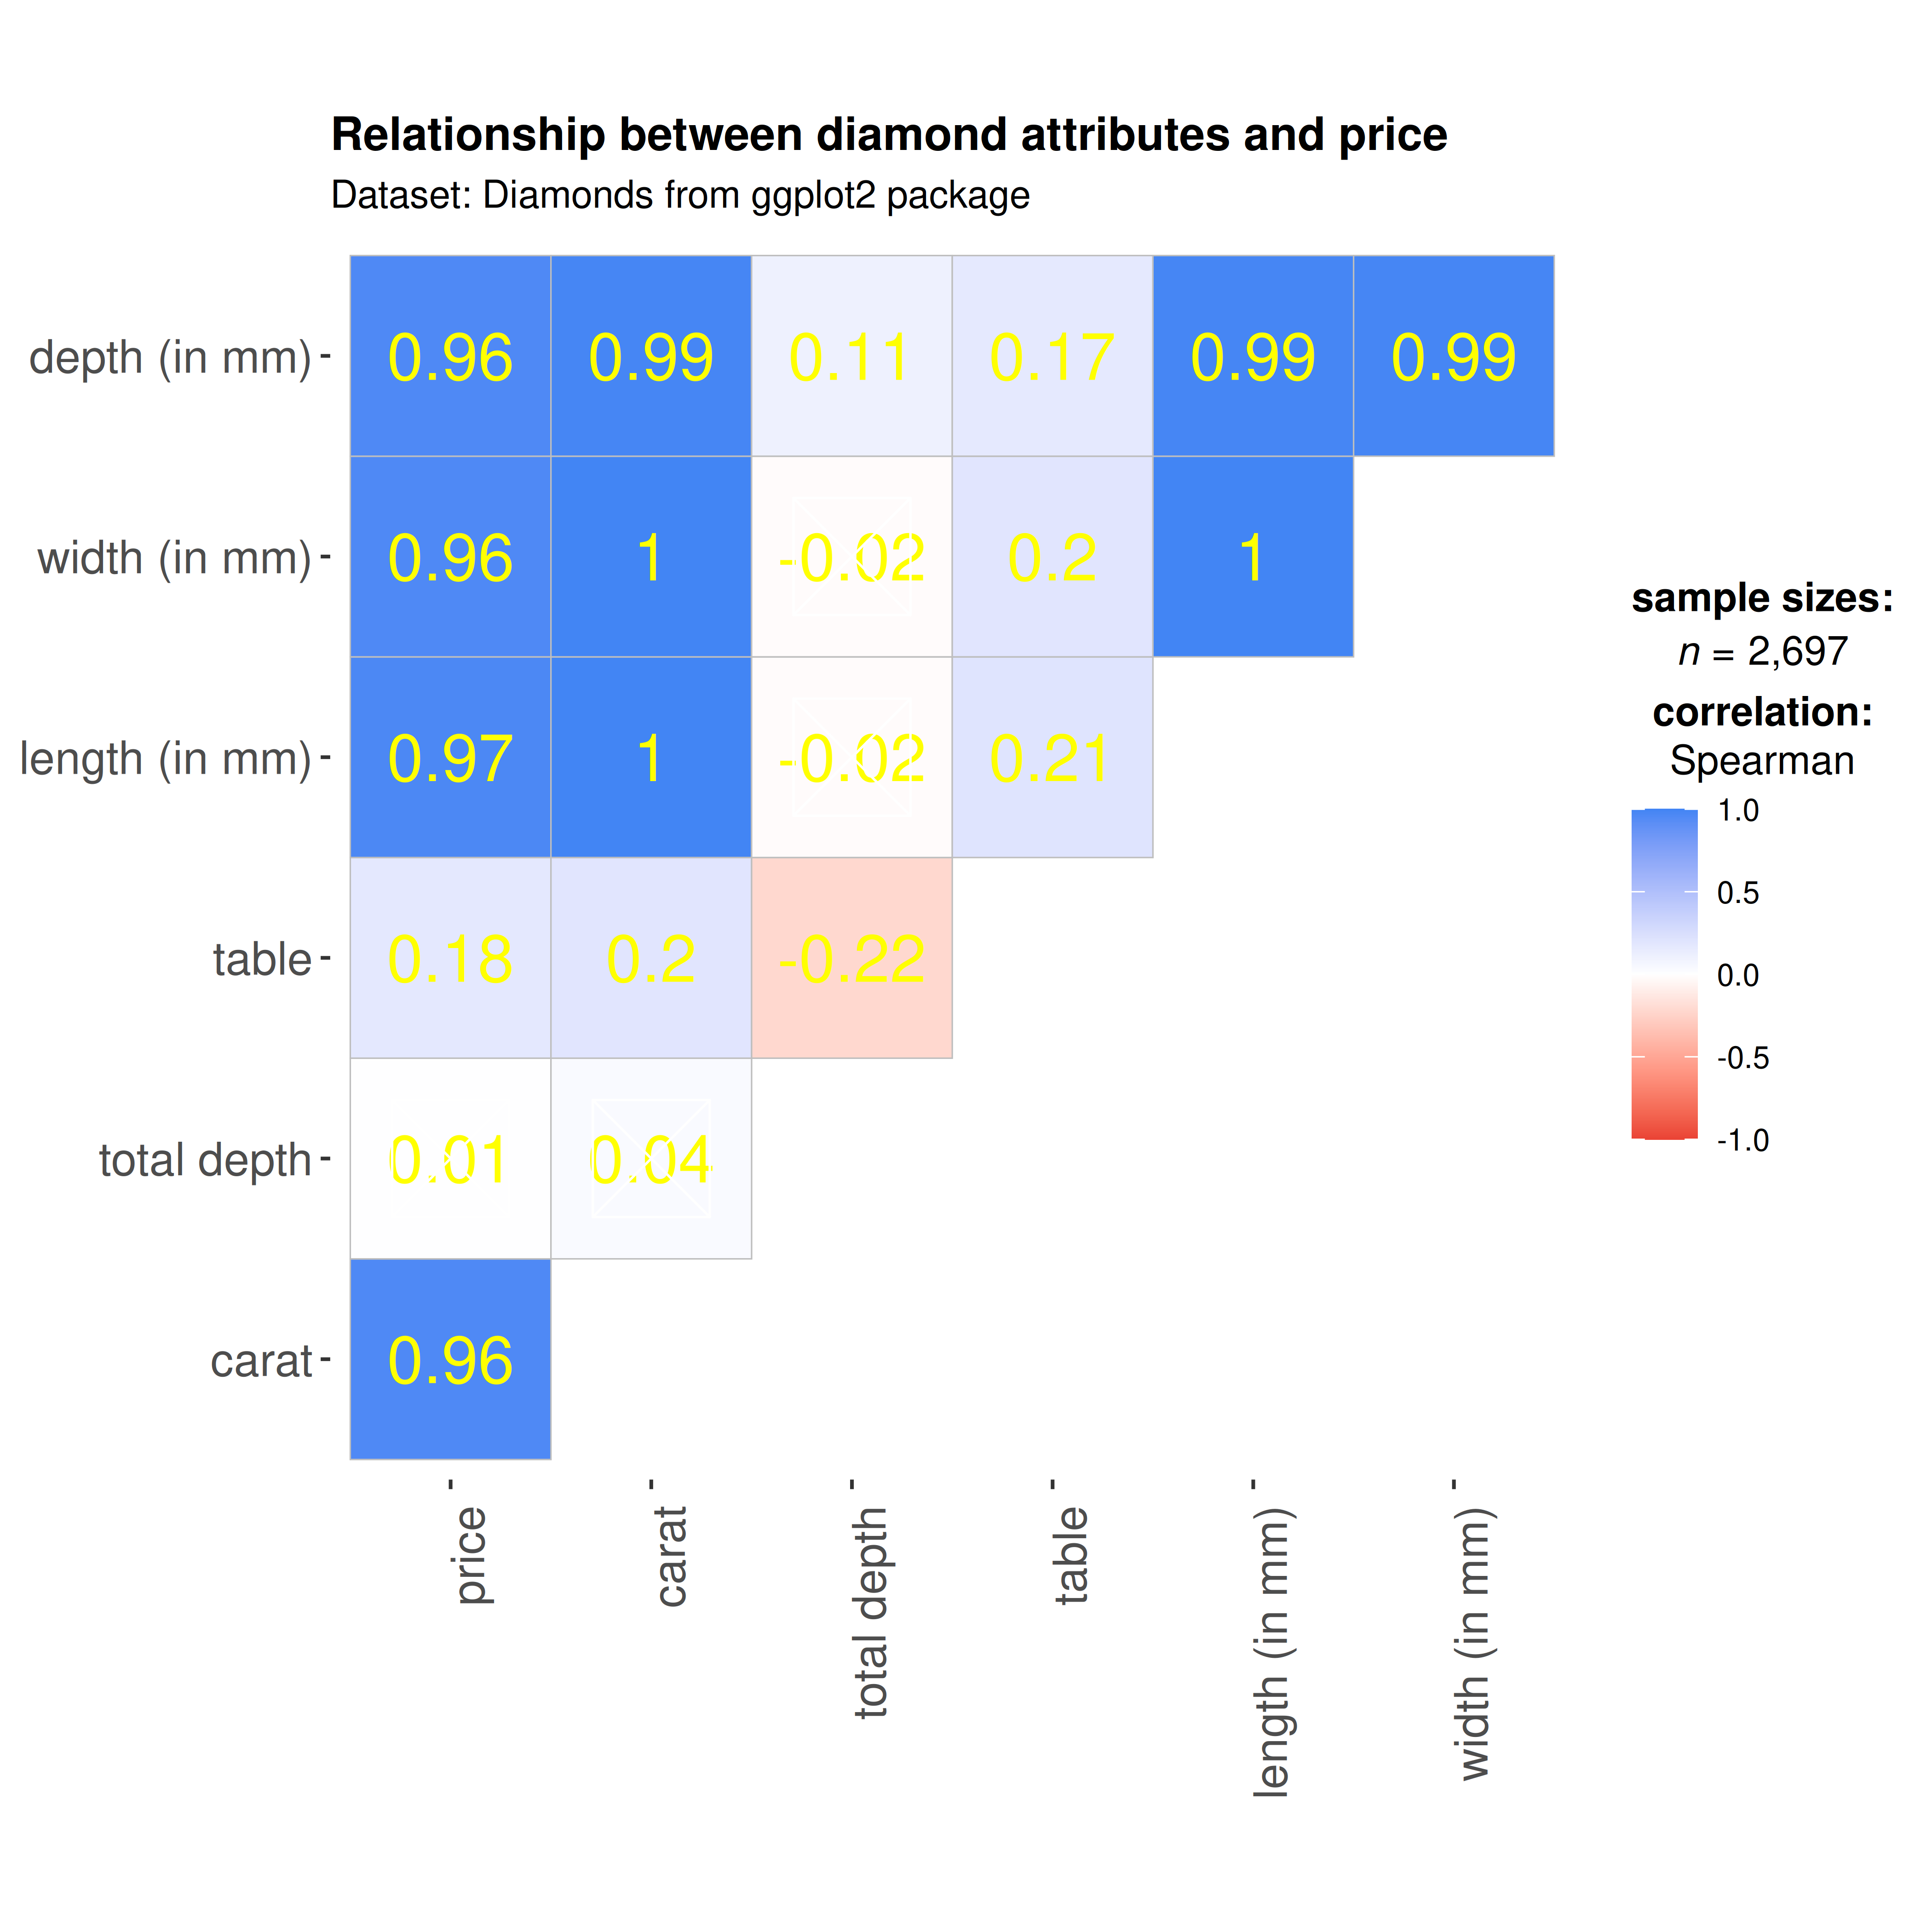 Relationship between diamond attributes and price
Dataset: Diamonds from ggplot2 package
depth (in mm) 0.96 0.99 0.11 0.17 0.99 0.99
width (in mm) 0.96 1 -0.02 0.2 1
length (in mm) 0.97 1 -0.02 0.21
table 0.18 0.2 -0.22
total depth 0.01 0.04
carat 0.96
price carat total depth table length (in mm) width (in mm)
sample sizes:
n = 2,697
correlation:
Spearman
1.0
0.5
0.0
-0.5
-1.0